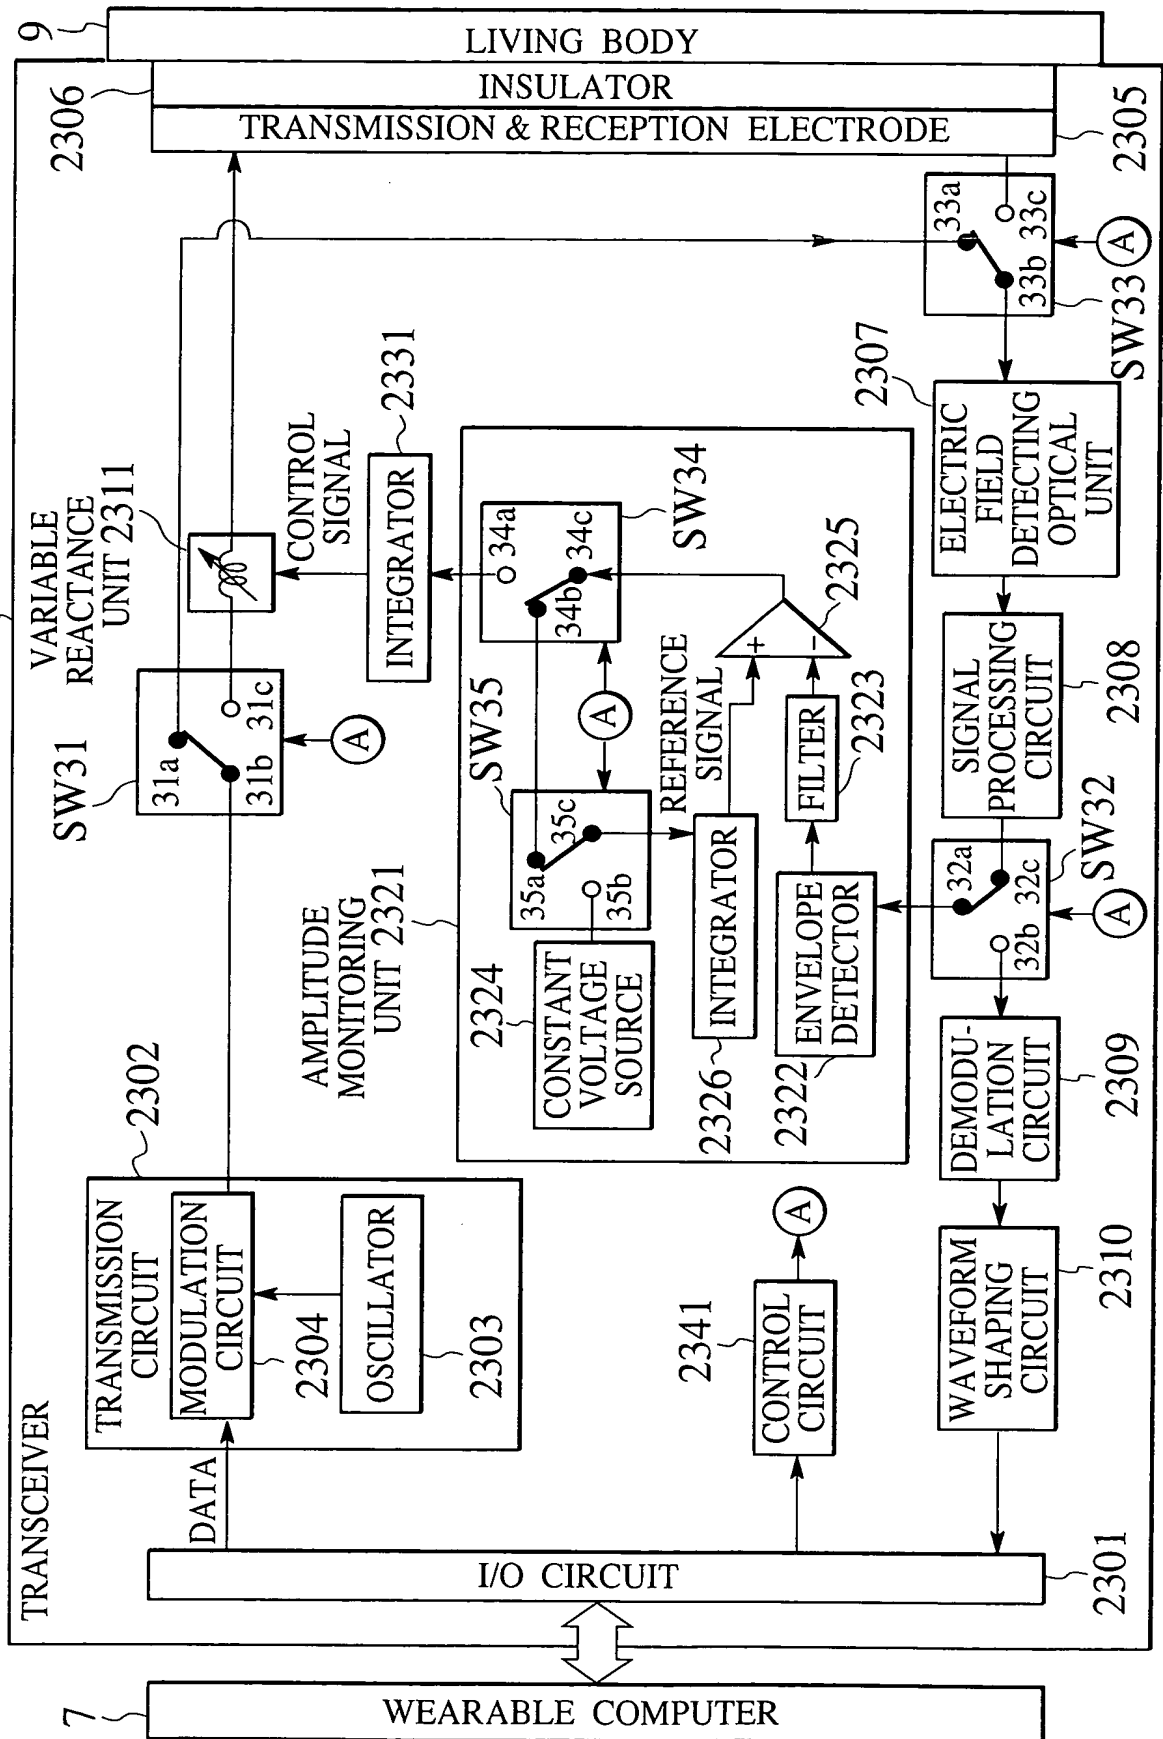 TRANSCEIVER
7
WEARABLE COMPUTER
I/O CIRCUIT
2301
DATA
TRANSMISSION
CIRCUIT
2302
MODULATION
CIRCUIT
2304
OSCILLATOR
2303
SW31
31a
31b
31c
A
VARIABLE
REACTANCE
UNIT 2311
CONTROL
SIGNAL
INTEGRATOR
2331
2306
9
LIVING BODY
INSULATOR
TRANSMISSION & RECEPTION ELECTRODE
2305
AMPLITUDE
MONITORING
UNIT 2321
2324
CONSTANT
VOLTAGE
SOURCE
SW35
35a
35c
35b
A
34a
34b
34c
SW34
REFERENCE
SIGNAL
INTEGRATOR
2326
+
−
2325
FILTER
2323
ENVELOPE
DETECTOR
2322
2341
CONTROL
CIRCUIT
A
33a
33b
33c
SW33
A
2307
ELECTRIC
FIELD
DETECTING
OPTICAL
UNIT
SIGNAL
PROCESSING
CIRCUIT
2308
32a
32b
32c
SW32
A
DEMODU-
LATION
CIRCUIT
2309
WAVEFORM
SHAPING
CIRCUIT
2310